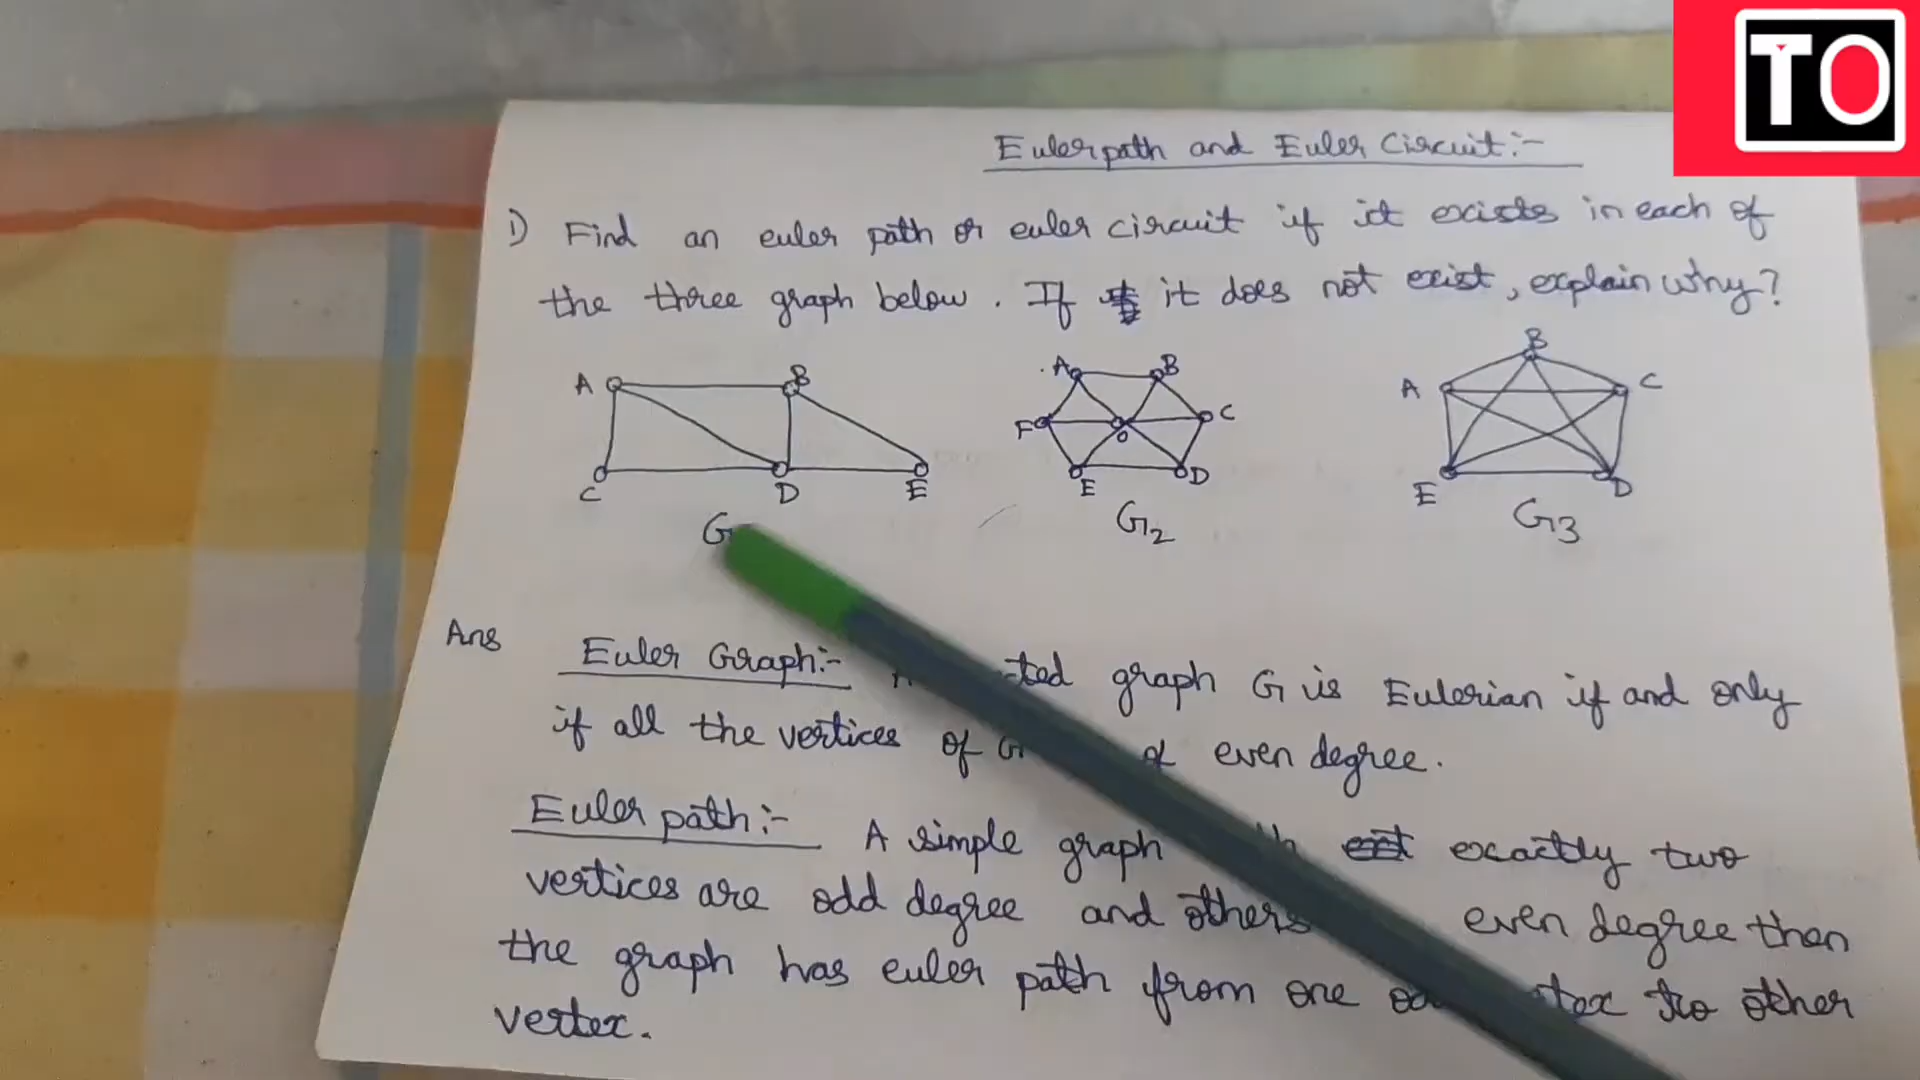 TO
Euler path and Euler Circuit:-
1) Find an euler path or euler circuit if it exists in each of
the three graph below. If it does not exist, explain why?
A B C D E
G
A B C D E F O
G2
A B C D E
G3
Ans
Euler Graph:- graph G is Eulerian if and only
if all the vertices of G of even degree.
Euler path:- A simple graph exactly two
vertices are odd degree and others even degree then
the graph has euler path from one to other
vertex.